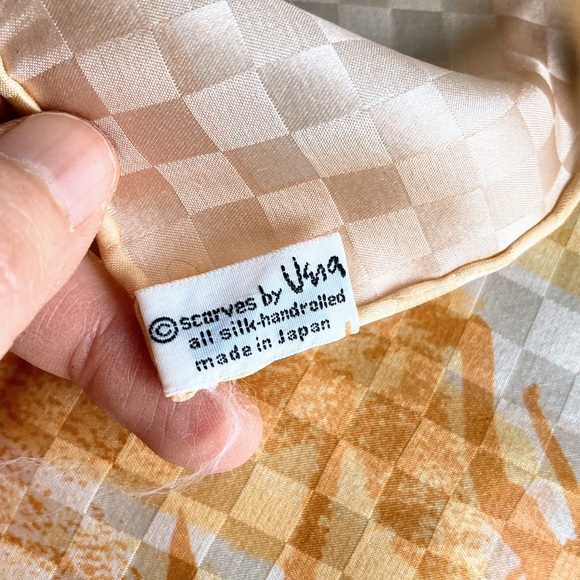 © scarves by Vera
all silk-handrolled
made in Japan